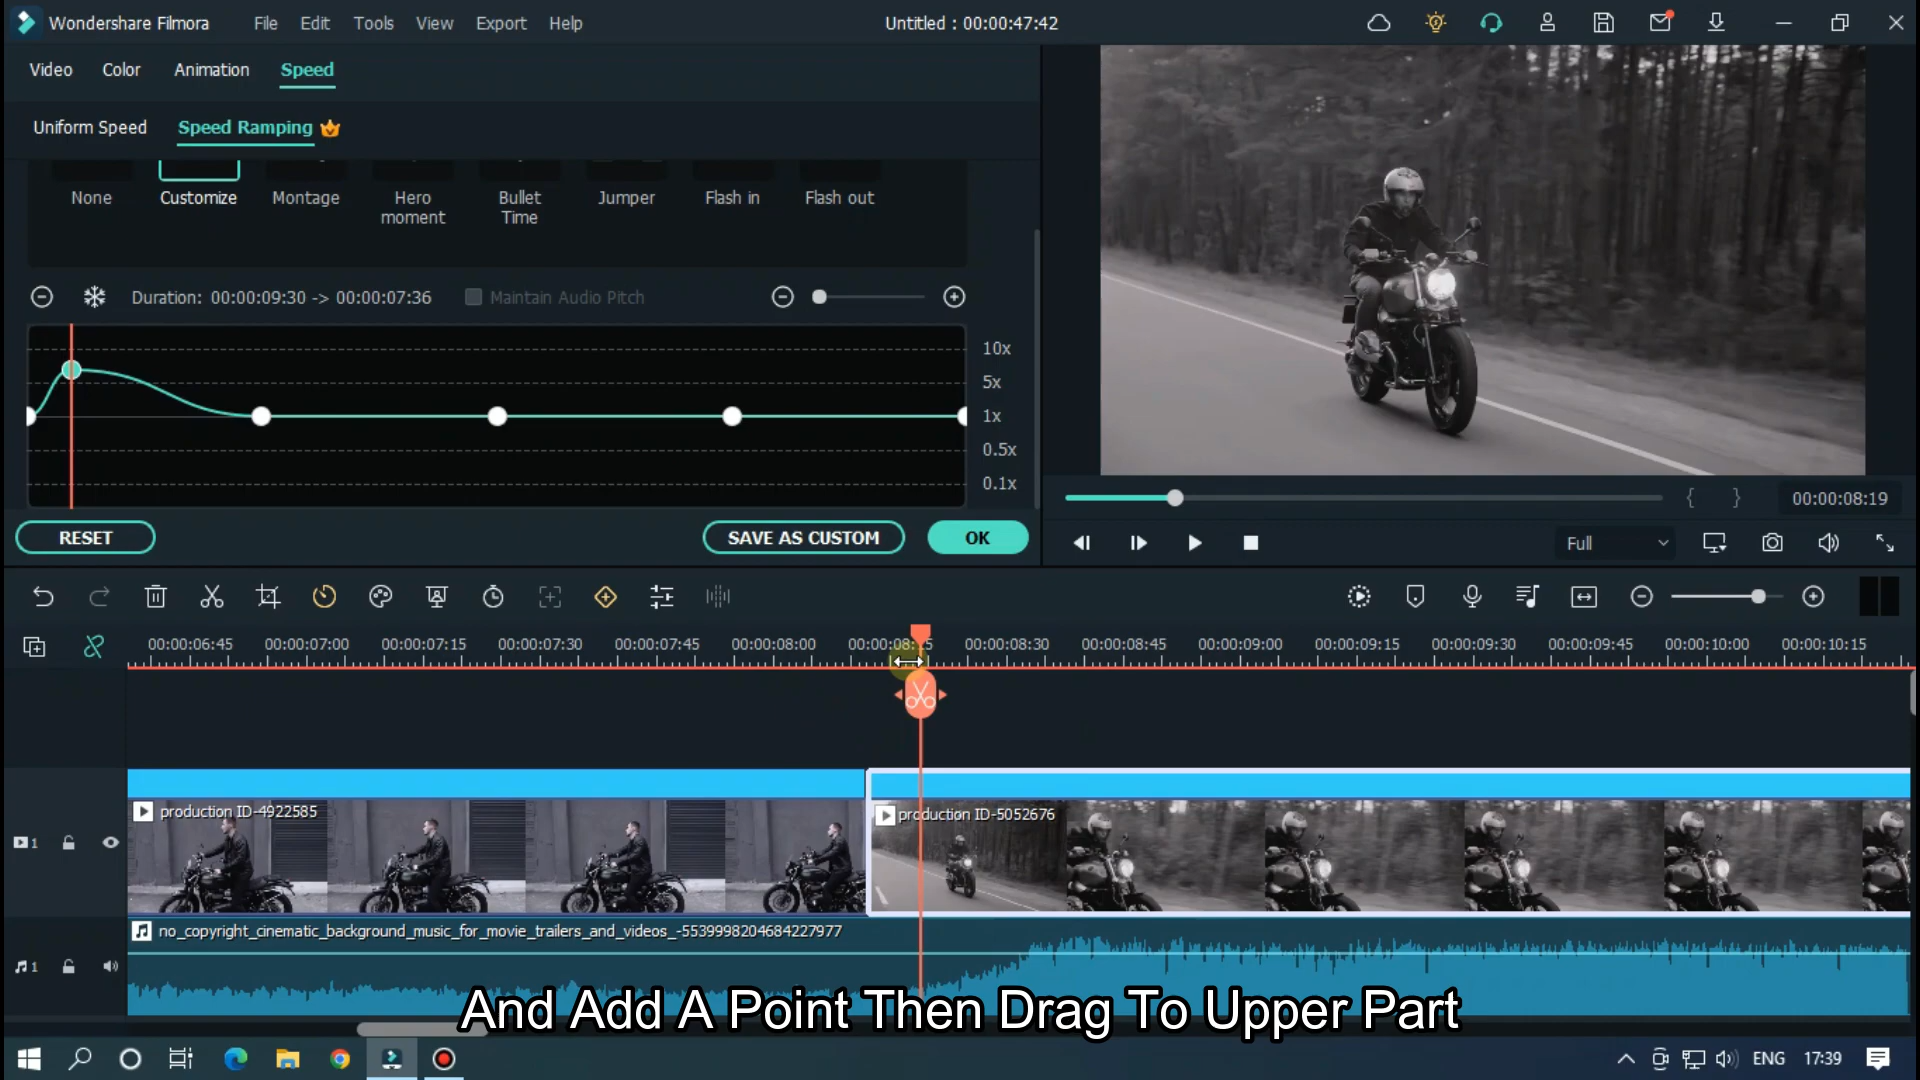 Wondershare Filmora File Edit Tools View Export Help Untitled : 00:00:47:42
Video Color Animation Speed
Uniform Speed Speed Ramping
None Customize Montage Hero moment Bullet Time Jumper Flash in Flash out
Duration: 00:00:09:30 -> 00:00:07:36 Maintain Audio Pitch
10x
5x
1x
0.5x
0.1x
00:00:08:19
RESET SAVE AS CUSTOM OK
Full
00:00:06:45 00:00:07:00 00:00:07:15 00:00:07:30 00:00:07:45 00:00:08:00 00:00:08:15 00:00:08:30 00:00:08:45 00:00:09:00 00:00:09:15 00:00:09:30 00:00:09:45 00:00:10:00 00:00:10:15
production ID-4922585 production ID-5052676
1
no_copyright_cinematic_background_music_for_movie_trailers_and_videos_-5539998204684227977
1
And Add A Point Then Drag To Upper Part
ENG 17:39